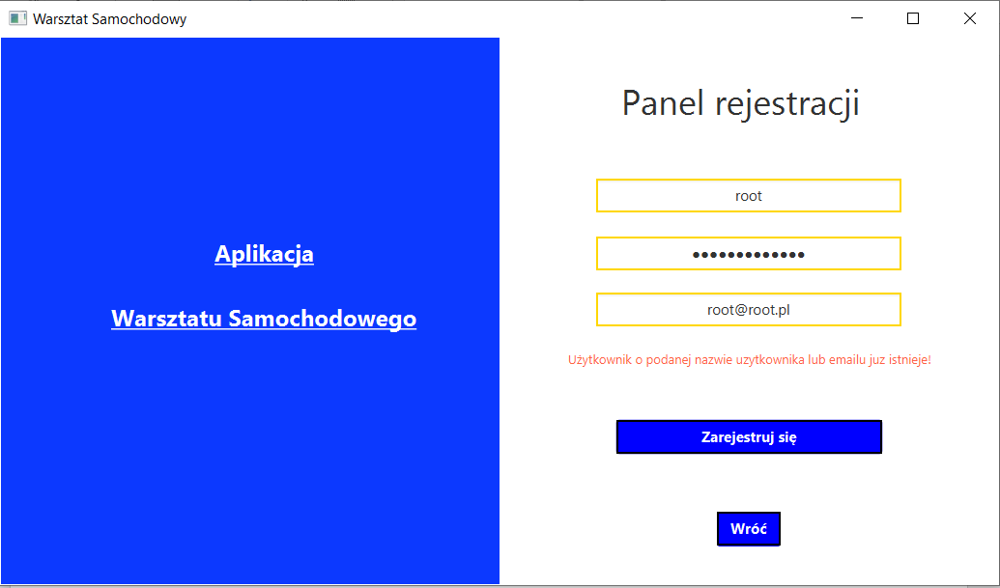 Warsztat Samochodowy
Aplikacja
Warsztatu Samochodowego
Panel rejestracji
root
●●●●●●●●●●●●●
root@root.pl
Użytkownik o podanej nazwie uzytkownika lub emailu juz istnieje!
Zarejestruj się
Wróć